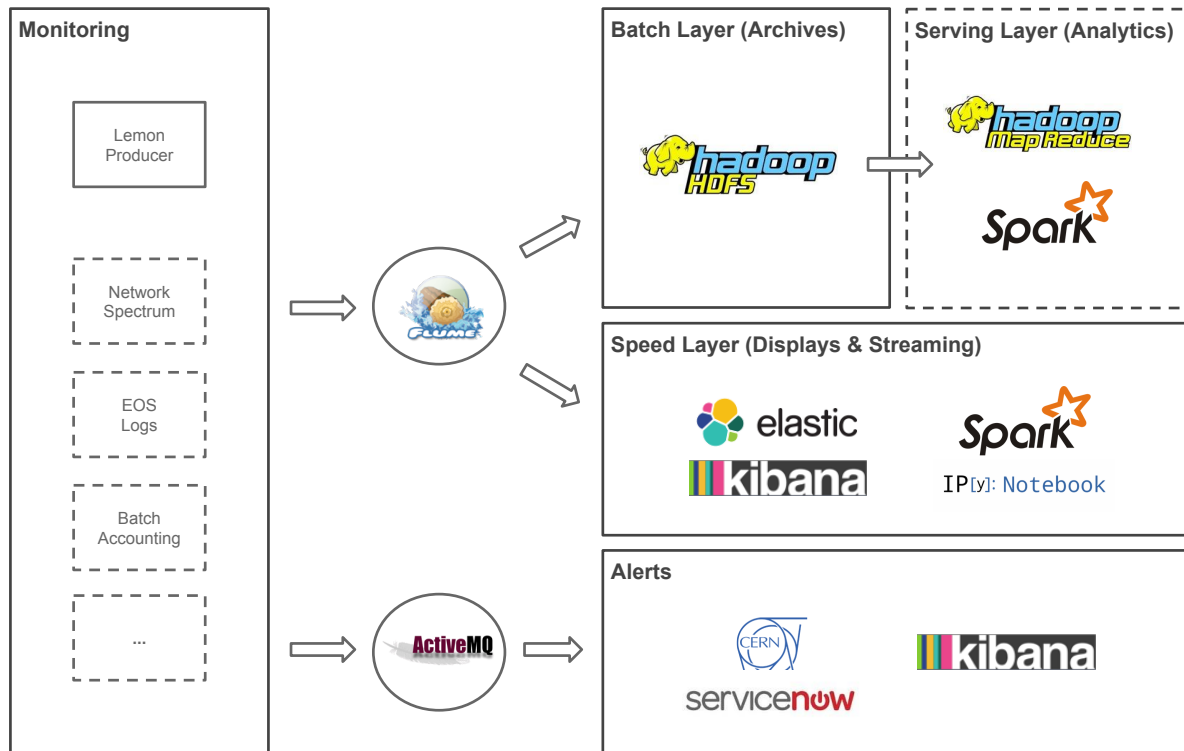 Monitoring
Lemon
Producer
Network
Spectrum
EOS
Logs
Batch
Accounting
...
FLUME
ActiveMQ
Batch Layer (Archives)
hadoop
HDFS
Serving Layer (Analytics)
hadoop
Map Reduce
Spark
Speed Layer (Displays & Streaming)
elastic
kibana
Spark
IP[y]: Notebook
Alerts
CERN
servicenow
kibana